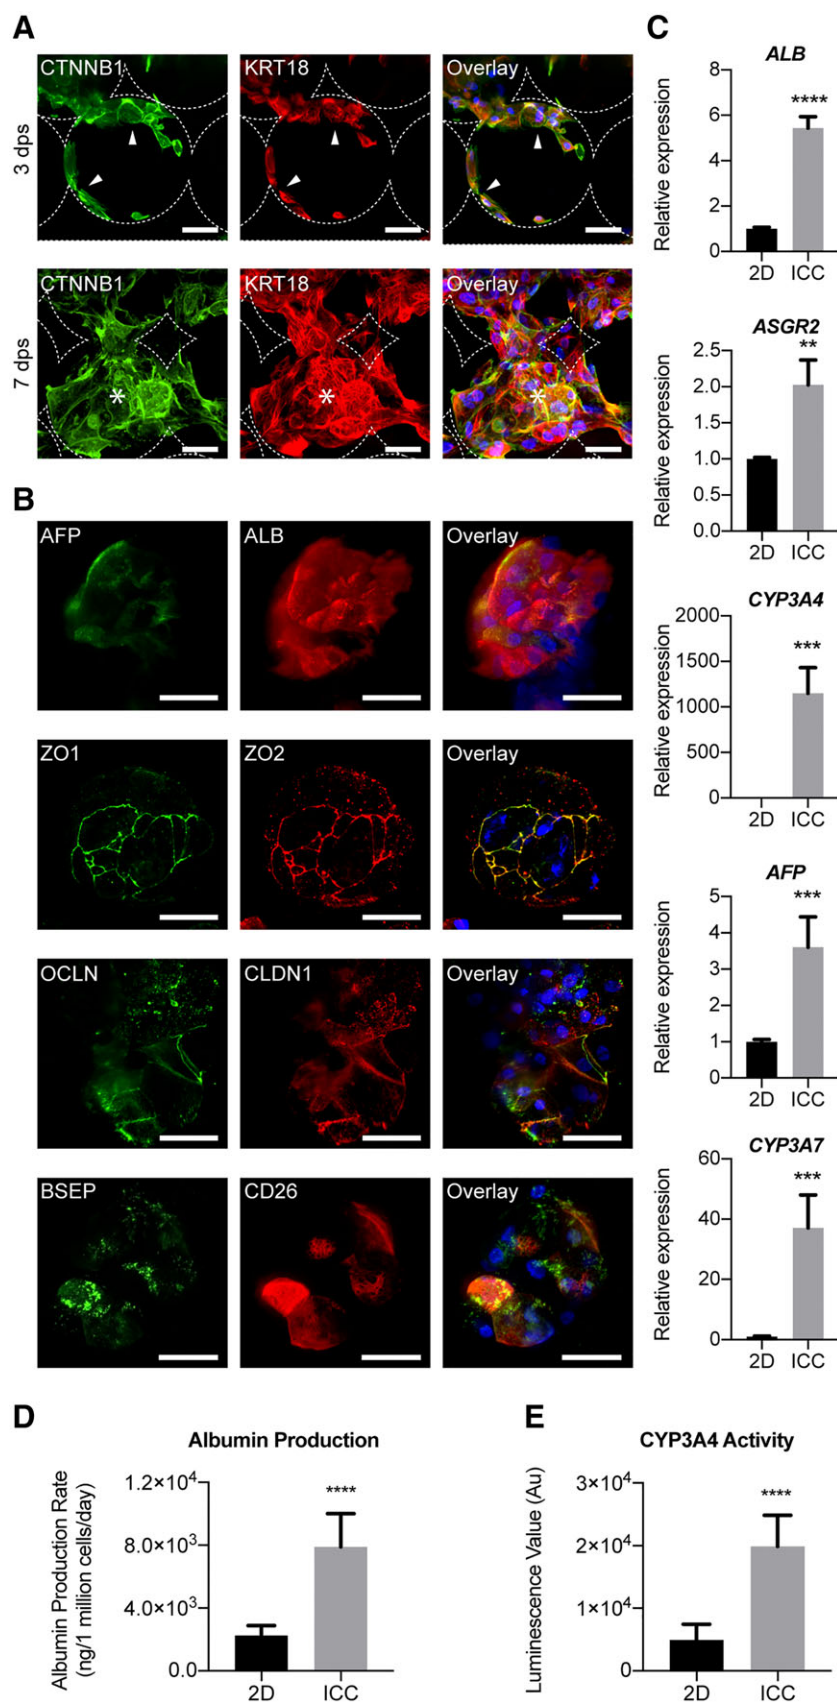 A
CTNNB1 KRT18 Overlay
3 dps
CTNNB1 KRT18 Overlay
7 dps
*
B
AFP ALB Overlay
ZO1 ZO2 Overlay
OCLN CLDN1 Overlay
BSEP CD26 Overlay
C
ALB
****
Relative expression
8
6
4
2
0
2D ICC
ASGR2
**
Relative expression
2.5
2.0
1.5
1.0
0.5
0.0
2D ICC
CYP3A4
***
Relative expression
2000
1500
1000
500
0
2D ICC
AFP
***
Relative expression
5
4
3
2
1
0
2D ICC
CYP3A7
***
Relative expression
60
40
20
0
2D ICC
D
Albumin Production
****
Albumin Production Rate
(ng/1 million cells/day)
1.2×10⁴
8.0×10³
4.0×10³
0.0
2D ICC
E
CYP3A4 Activity
****
Luminescence Value (Au)
3×10⁴
2×10⁴
1×10⁴
0
2D ICC